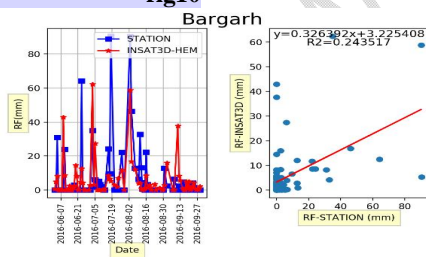 fig10
Bargarh
STATION
INSAT3D-HEM
RF(mm)
80
60
40
20
0
2016-06-07
2016-06-21
2016-07-05
2016-07-19
2016-08-02
2016-08-16
2016-08-30
2016-09-13
2016-09-27
Date
y=0.326392x+3.225408
R2=0.243517
RF-INSAT3D (mm)
60
50
40
30
20
10
0
0
20
40
60
80
RF-STATION (mm)